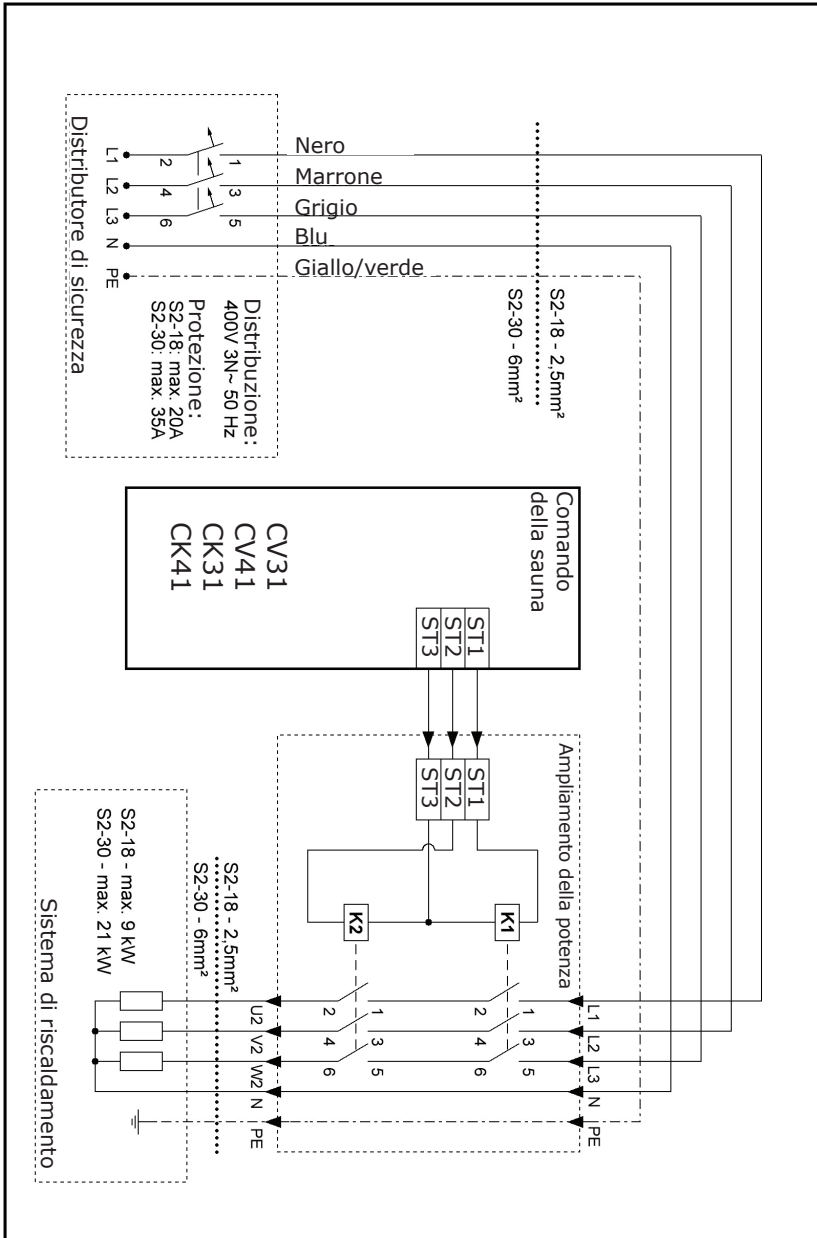 Nero
Marrone
Grigio
Blu
Giallo/verde
Distributore di sicurezza
L1
L2
L3
N
PE
2
4
6
1
3
5
Distribuzione:
400V 3N~ 50 Hz
Protezione:
S2-18: max. 20A
S2-30: max. 35A
S2-18 - 2,5mm²
S2-30 - 6mm²
Comando
della sauna
CV31
CV41
CK31
CK41
ST1
ST2
ST3
Ampliamento della potenza
ST1
ST2
ST3
K1
K2
L1
L2
L3
N
PE
1
3
5
2
4
6
1
3
5
2
4
6
U2
V2
W2
N
PE
S2-18 - 2,5mm²
S2-30 - 6mm²
S2-18 - max. 9 kW
S2-30 - max. 21 kW
Sistema di riscaldamento